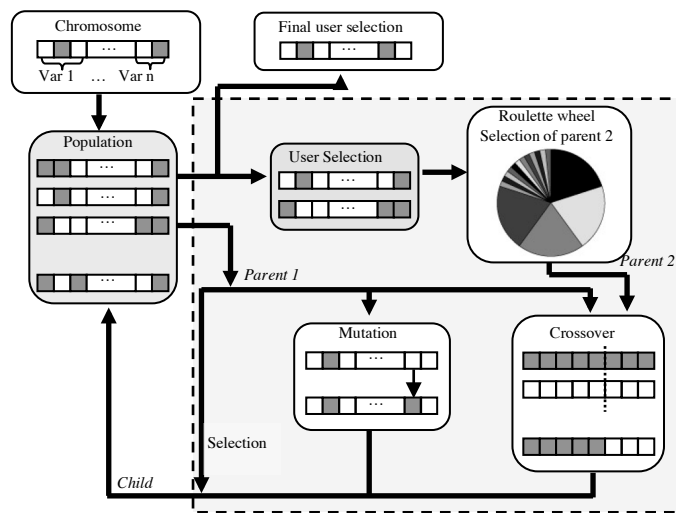 Chromosome
...
Var 1 ... Var n
Final user selection
...
Population
...
...
...
...
User Selection
...
...
Roulette wheel
Selection of parent 2
Parent 1
Parent 2
Mutation
...
...
Crossover
Selection
Child